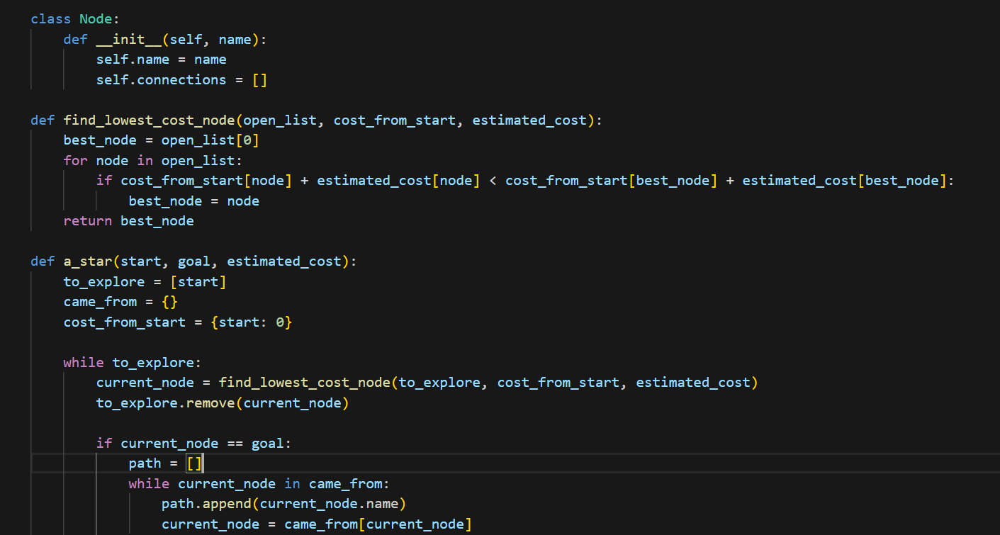 class Node:
    def __init__(self, name):
        self.name = name
        self.connections = []

def find_lowest_cost_node(open_list, cost_from_start, estimated_cost):
    best_node = open_list[0]
    for node in open_list:
        if cost_from_start[node] + estimated_cost[node] < cost_from_start[best_node] + estimated_cost[best_node]:
            best_node = node
    return best_node

def a_star(start, goal, estimated_cost):
    to_explore = [start]
    came_from = {}
    cost_from_start = {start: 0}

    while to_explore:
        current_node = find_lowest_cost_node(to_explore, cost_from_start, estimated_cost)
        to_explore.remove(current_node)

        if current_node == goal:
            path = []
            while current_node in came_from:
                path.append(current_node.name)
                current_node = came_from[current_node]